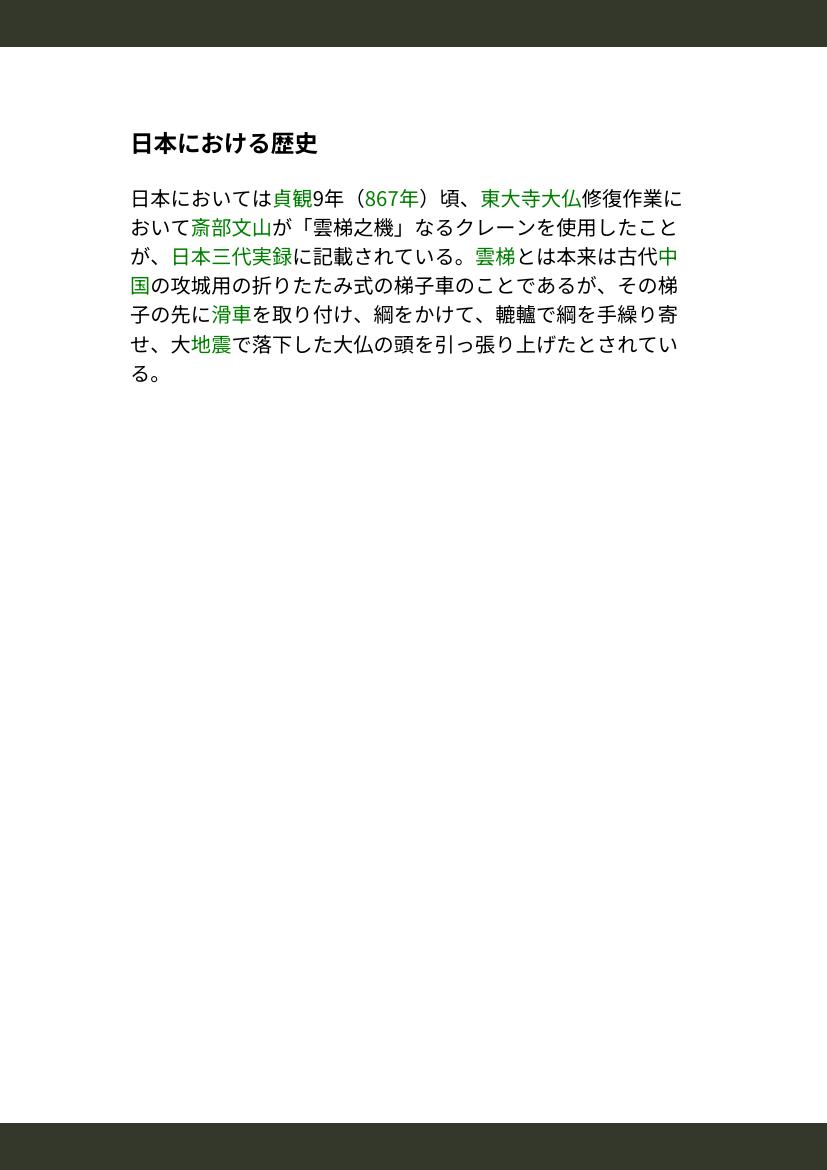 日本における歴史
日本においては貞観9年（867年）頃、東大寺大仏修復作業に
おいて斎部文山が「雲梯之機」なるクレーンを使用したこと
が、日本三代実録に記載されている。雲梯とは本来は古代中
国の攻城用の折りたたみ式の梯子車のことであるが、その梯
子の先に滑車を取り付け、綱をかけて、轆轤で綱を手繰り寄
せ、大地震で落下した大仏の頭を引っ張り上げたとされてい
る。